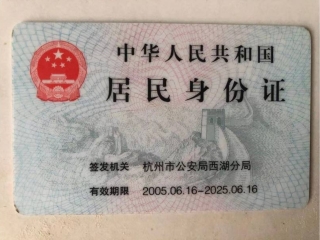 中华人民共和国
居民身份证
签发机关 杭州市公安局西湖分局
有效期限 2005.06.16-2025.06.16